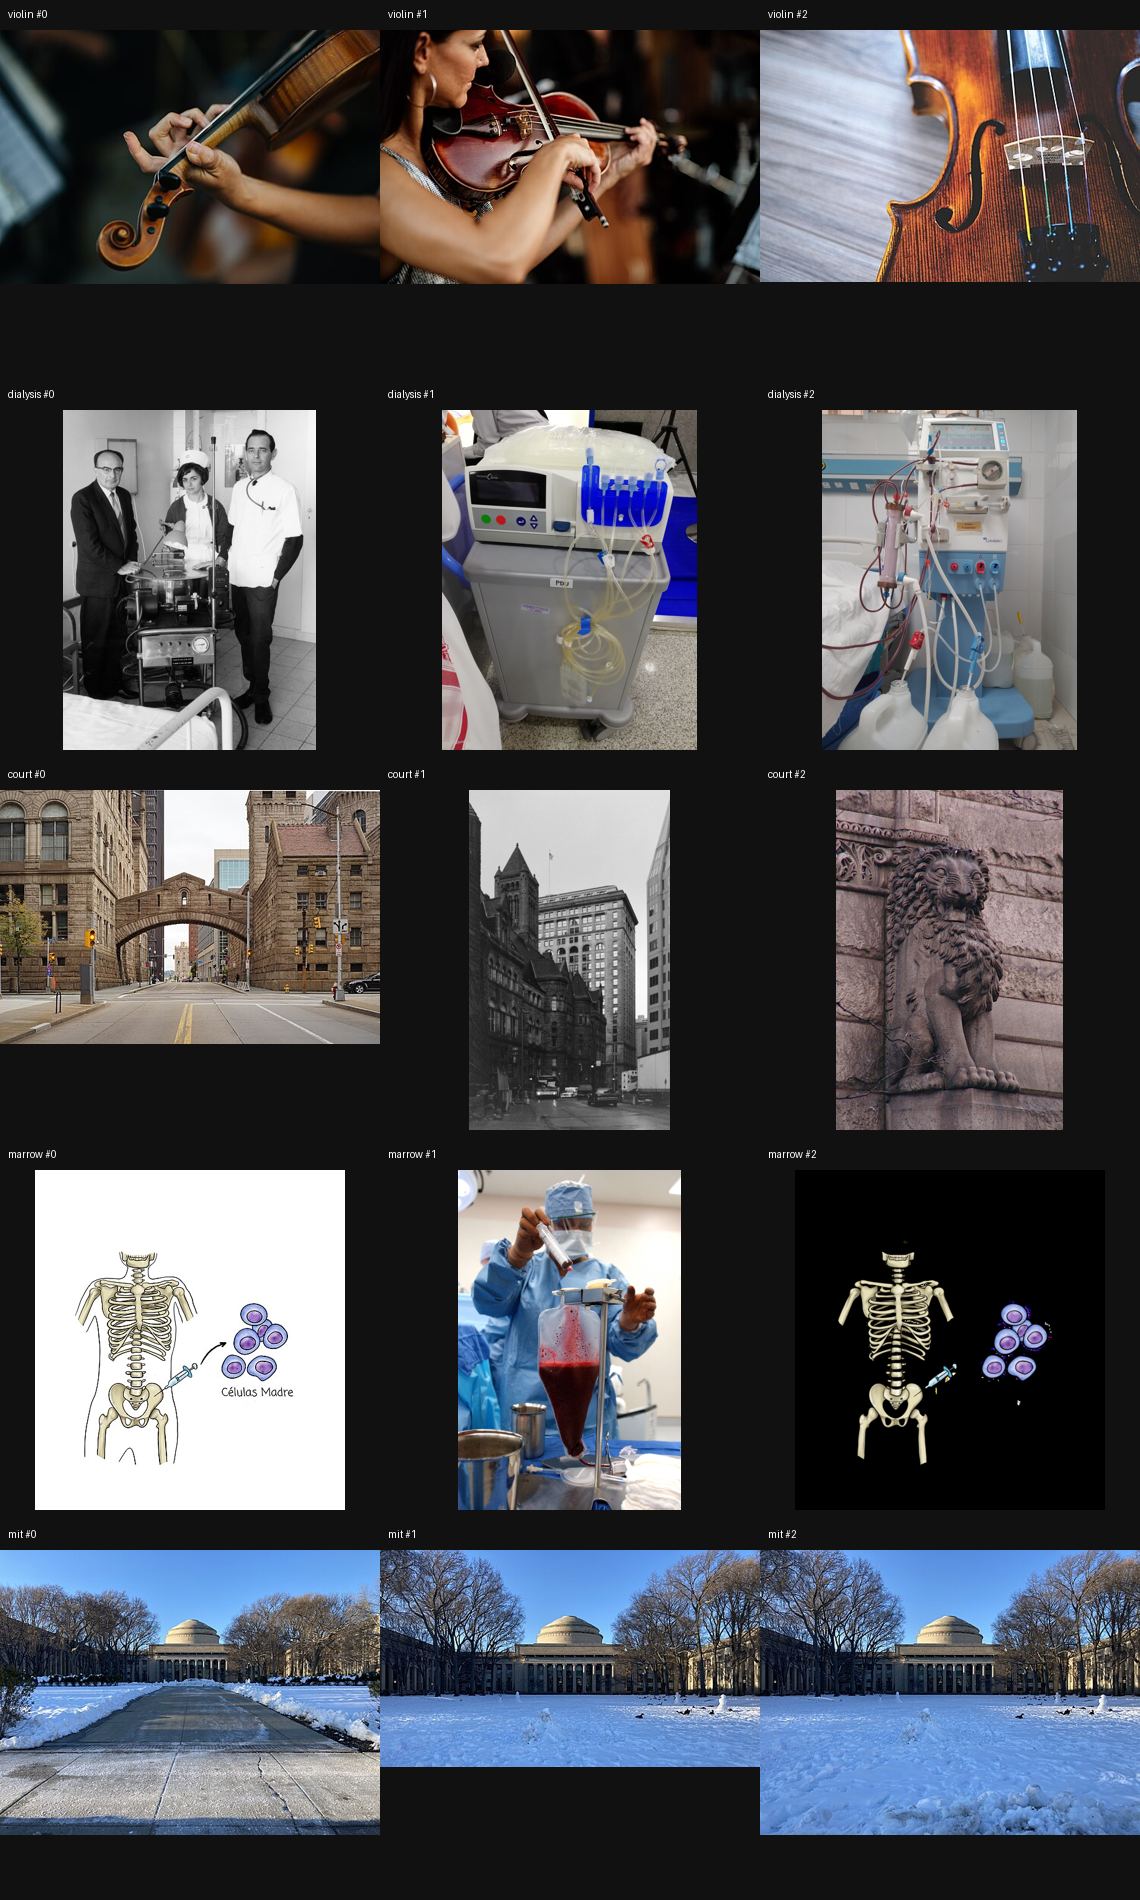 violin #0
violin #1
violin #2
dialysis #0
dialysis #1
dialysis #2
PDU
court #0
court #1
court #2
marrow #0
marrow #1
marrow #2
Células Madre
mit #0
mit #1
mit #2